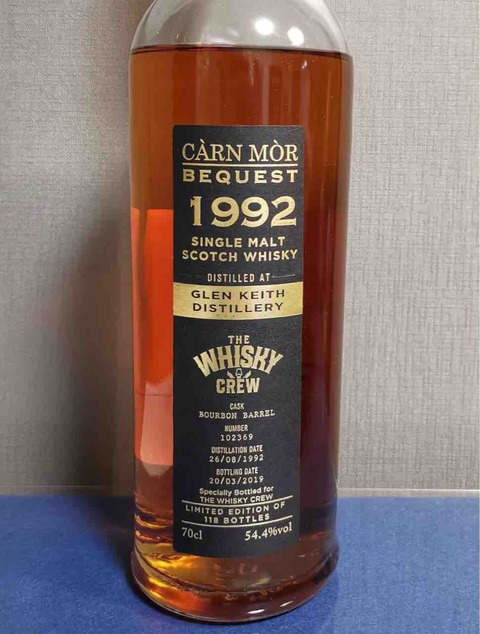 CÀRN MÒR
BEQUEST
1992
SINGLE MALT
SCOTCH WHISKY
DISTILLED AT
GLEN KEITH
DISTILLERY
THE
WHISKY
CREW
CASK
BOURBON BARREL
NUMBER
102369
DISTILLATION DATE
26/08/1992
BOTTLING DATE
20/03/2019
Specially Bottled for
THE WHISKY CREW
LIMITED EDITION OF
118 BOTTLES
70cl 54.4%vol